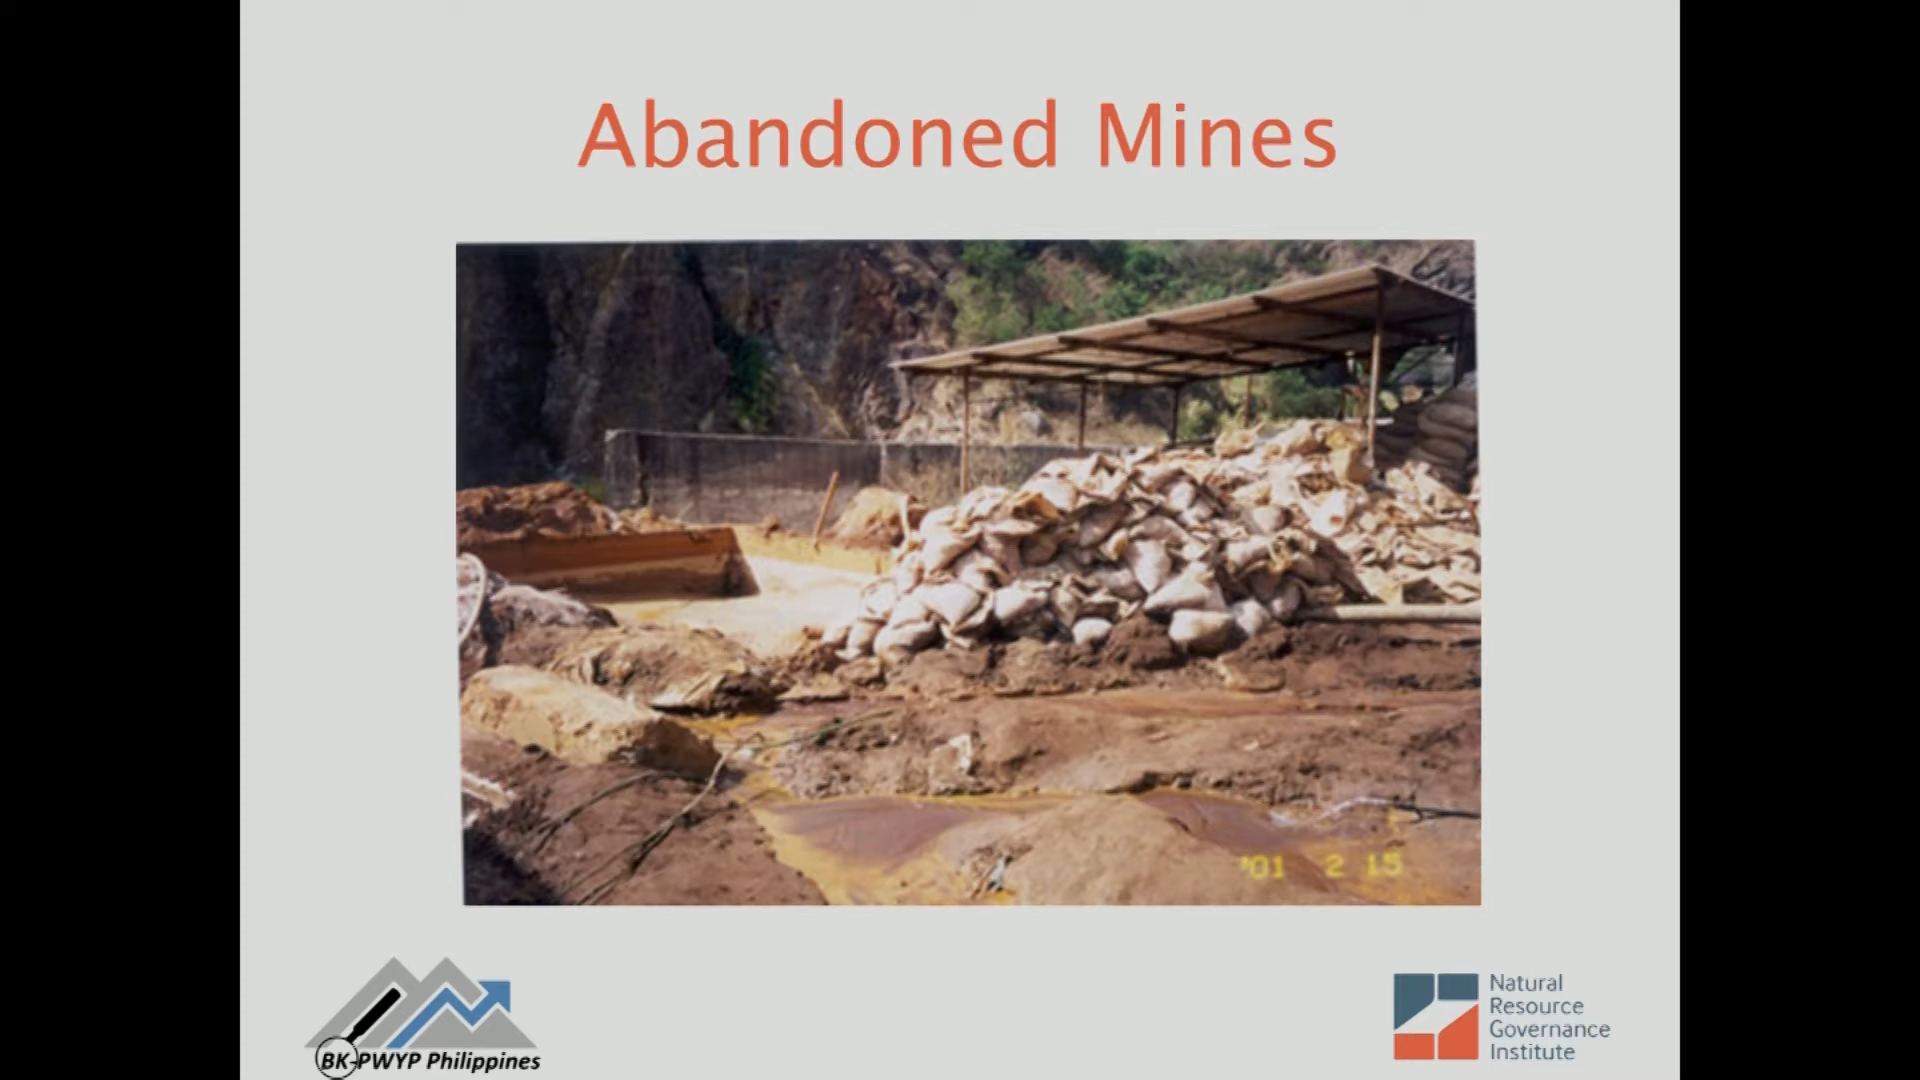 Abandoned Mines
'01 2 15
BK-PWYP Philippines
Natural
Resource
Governance
Institute